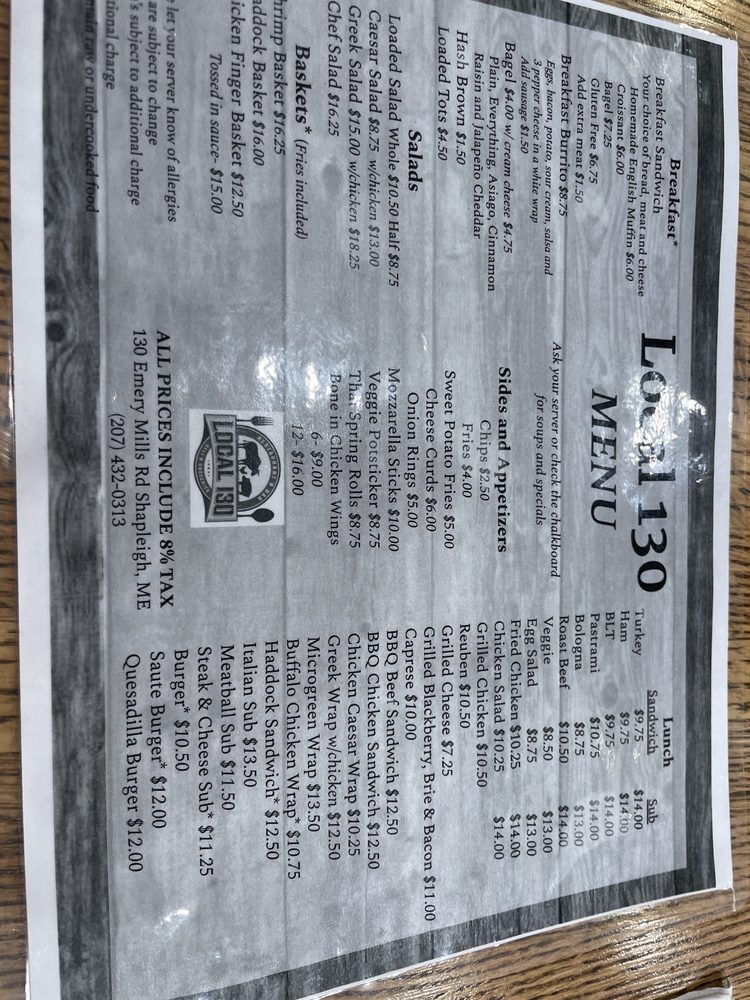 Local 130
MENU
Ask your server or check the chalkboard
for soups and specials
Breakfast*
Breakfast Sandwich
Your choice of bread, meat and cheese
Homemade English Muffin $6.00
Croissant $6.00
Bagel $7.25
Gluten Free $6.75
Add extra meat $1.50
Breakfast Burrito $8.75
Eggs, bacon, potato, sour cream, salsa and
3 pepper cheese in a white wrap
Add sausage $1.50
Bagel $4.00 w/ cream cheese $4.75
Plain, Everything, Asiago, Cinnamon
Raisin and Jalapeño Cheddar
Hash Brown $1.50
Loaded Tots $4.50
Salads
Loaded Salad Whole $10.50 Half $8.75
Caesar Salad $8.75 w/chicken $13.00
Greek Salad $15.00 w/chicken $18.25
Chef Salad $16.25
Baskets* (Fries included)
hrimp Basket $16.25
addock Basket $16.00
icken Finger Basket $12.50
Tossed in sauce- $15.00
let your server know of allergies
are subject to change
's subject to additional charge
tional charge
raw or undercooked food
Sides and Appetizers
Chips $2.50
Fries $4.00
Sweet Potato Fries $5.00
Cheese Curds $6.00
Onion Rings $5.00
Mozzarella Sticks $10.00
Veggie Potsticker $8.75
Thai Spring Rolls $8.75
Bone in Chicken Wings
6- $9.00
12- $16.00
LOCAL 130
ALL PRICES INCLUDE 8% TAX
130 Emery Mills Rd Shapleigh, ME
(207) 432-0313
Lunch
Sandwich Sub
Turkey $9.75 $14.00
Ham $9.75 $14.00
BLT $9.75 $14.00
Pastrami $10.75 $14.00
Bologna $8.75 $13.00
Roast Beef $10.50 $14.00
Veggie $8.50 $13.00
Egg Salad $8.75 $13.00
Fried Chicken $10.25 $14.00
Chicken Salad $10.25 $14.00
Grilled Chicken $10.50
Reuben $10.50
Grilled Cheese $7.25
Grilled Blackberry, Brie & Bacon $11.00
Caprese $10.00
BBQ Beef Sandwich $12.50
BBQ Chicken Sandwich $12.50
Chicken Caesar Wrap $10.25
Greek Wrap w/chicken $12.50
Microgreen Wrap $13.50
Buffalo Chicken Wrap* $10.75
Haddock Sandwich* $12.50
Italian Sub $13.50
Meatball Sub $11.50
Steak & Cheese Sub* $11.25
Burger* $10.50
Saute Burger* $12.00
Quesadilla Burger $12.00